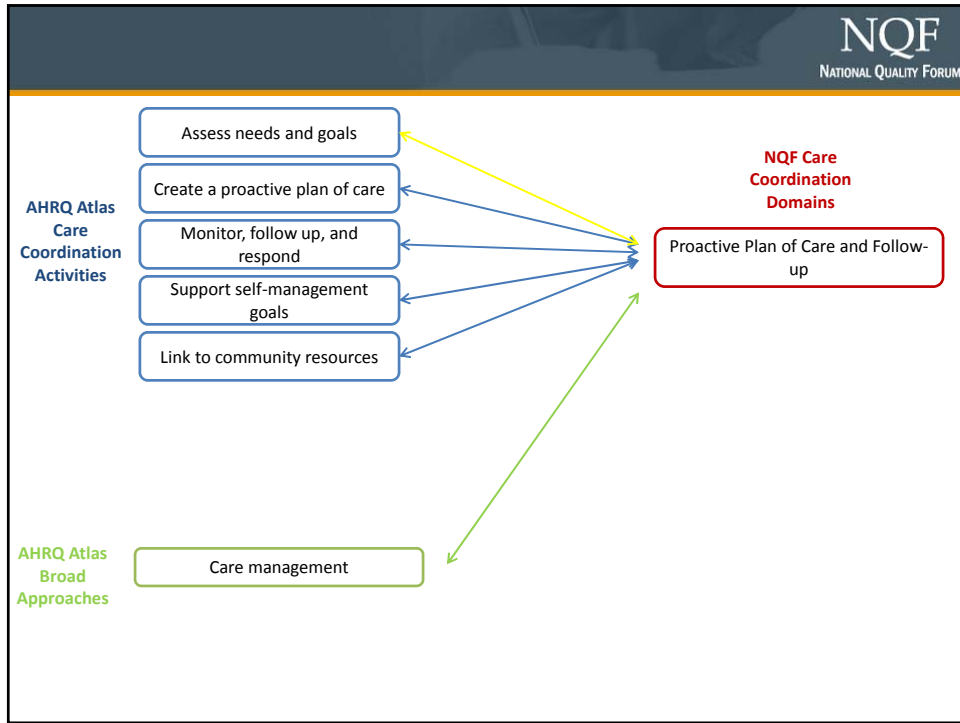 NQF
NATIONAL QUALITY FORUM
Assess needs and goals
Create a proactive plan of care
Monitor, follow up, and
respond
Support self-management
goals
Link to community resources
AHRQ Atlas
Care
Coordination
Activities
NQF Care
Coordination
Domains
Proactive Plan of Care and Follow-
up
AHRQ Atlas
Broad
Approaches
Care management